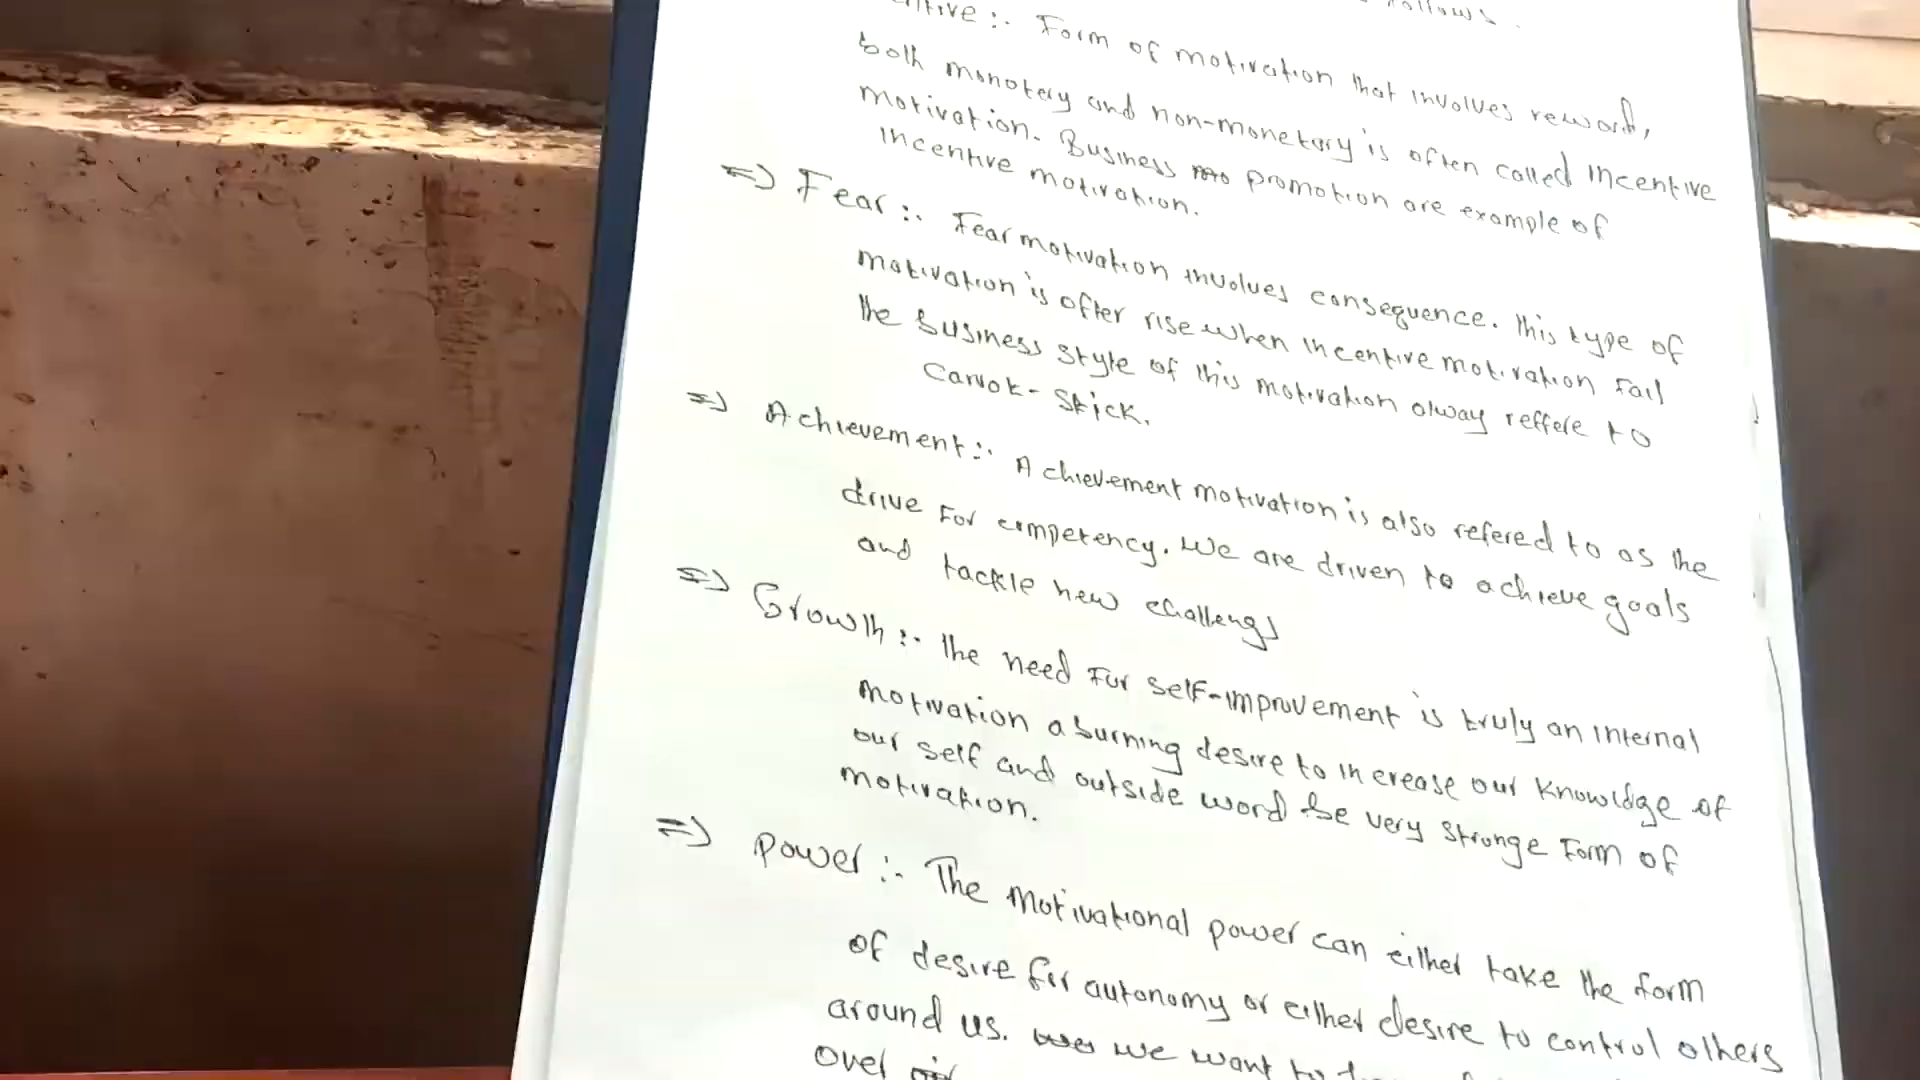 follows.
Form of motivation that involves reword,
both monotery and non-monetary is often called incentive
motivation. Business promotion are example of
incentive motivation.
=> Fear :- Fear motivation involves consequence. This type of
motivation is ofter rise when incentive motivation Fail
the Business style of this motivation alway reffere to
Carrot - Stick.
=> Achievement :- Achievement motivation is also refered to as the
drive For competency. We are driven to achieve goals
and tackle new challengs
=> Growth :- the need For self-improvement is truly an internal
motivation a burning desire to increase our knowldge of
our self and outside word be very stronge Form of
motivation.
=> power :- The motivational power can either take the form
of desire for autonomy or either desire to control others
around us. we want to
over